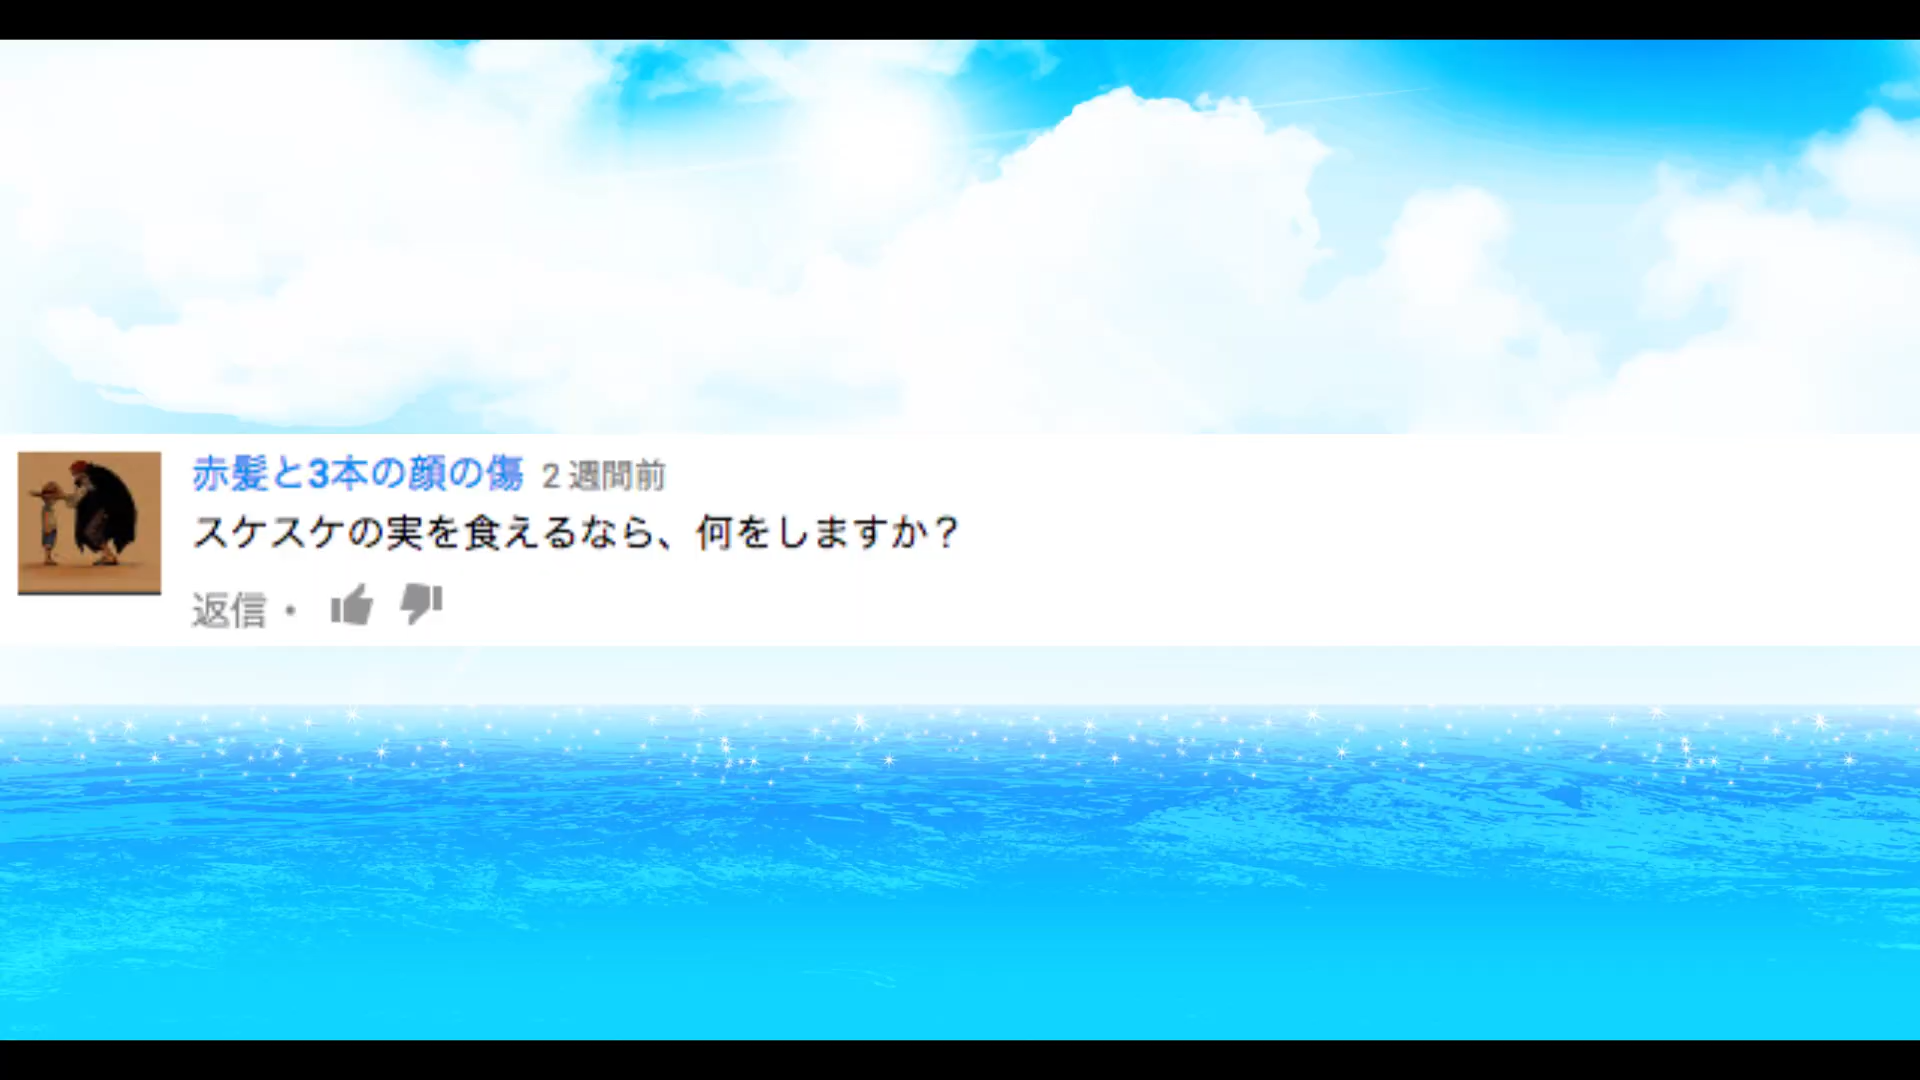 赤髪と3本の顔の傷 2 週間前
スケスケの実を食えるなら、何をしますか？
返信 •